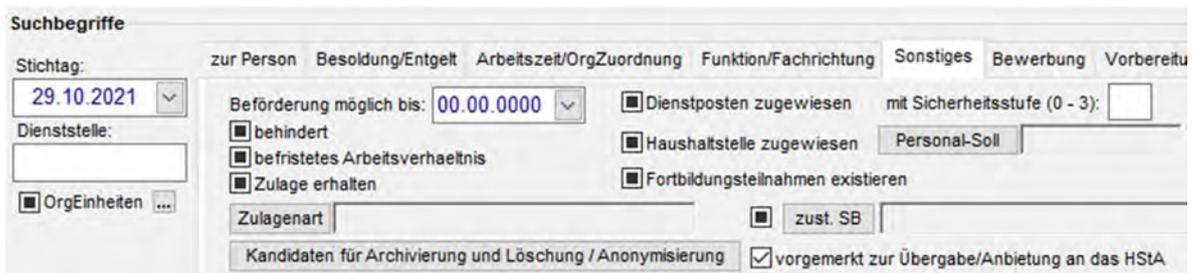 Suchbegriffe
Stichtag:
29.10.2021
Dienststelle:
OrgEinheiten ...
zur Person Besoldung/Entgelt Arbeitszeit/OrgZuordnung Funktion/Fachrichtung Sonstiges Bewerbung Vorbereitu
Beförderung möglich bis: 00.00.0000 Dienstposten zugewiesen mit Sicherheitsstufe (0 - 3):
behindert
befristetes Arbeitsverhaeltnis Haushaltstelle zugewiesen Personal-Soll
Zulage erhalten Fortbildungsteilnahmen existieren
Zulagenart zust. SB
Kandidaten für Archivierung und Löschung / Anonymisierung vorgemerkt zur Übergabe/Anbietung an das HStA